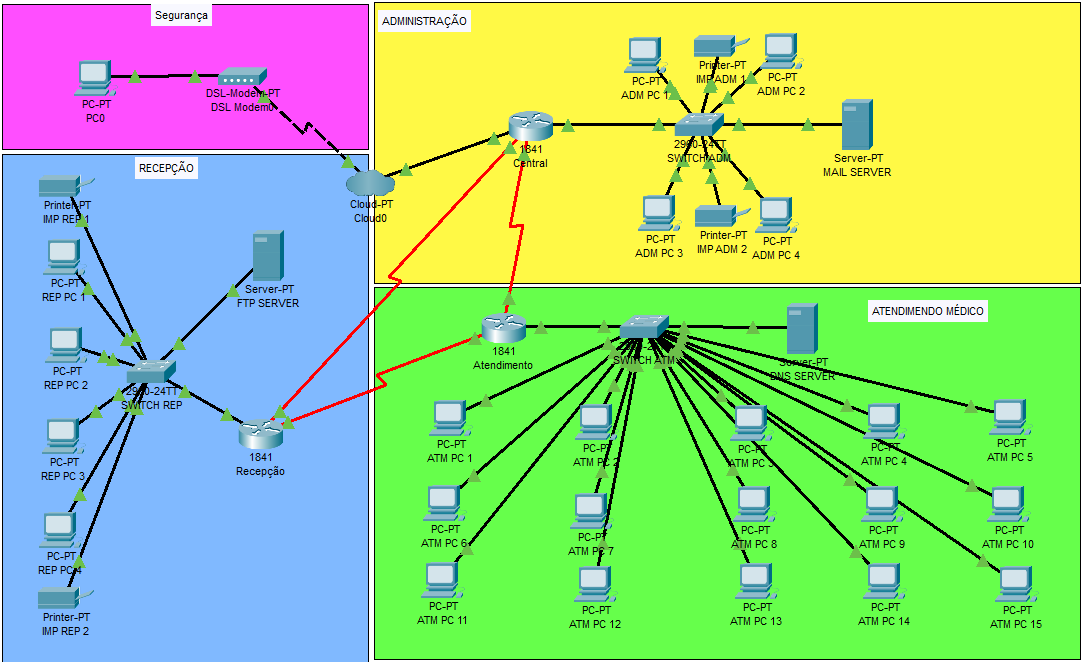 Segurança
PC-PT
PC0
DSL-Modem-PT
DSL Modem0
Cloud-PT
Cloud0
ADMINISTRAÇÃO
1841
Central
PC-PT
ADM PC 1
Printer-PT
IMP ADM 1
PC-PT
ADM PC 2
2960-24TT
SWITCH ADM
Server-PT
MAIL SERVER
PC-PT
ADM PC 3
Printer-PT
IMP ADM 2
PC-PT
ADM PC 4
RECEPÇÃO
Printer-PT
IMP REP 1
PC-PT
REP PC 1
Server-PT
FTP SERVER
PC-PT
REP PC 2
2960-24TT
SWITCH REP
PC-PT
REP PC 3
1841
Recepção
PC-PT
REP PC 4
Printer-PT
IMP REP 2
ATENDIMENDO MÉDICO
1841
Atendimento
SWITCH ATM
Server-PT
DNS SERVER
PC-PT
ATM PC 1
PC-PT
ATM PC 2
PC-PT
ATM PC 3
PC-PT
ATM PC 4
PC-PT
ATM PC 5
PC-PT
ATM PC 6
PC-PT
ATM PC 7
PC-PT
ATM PC 8
PC-PT
ATM PC 9
PC-PT
ATM PC 10
PC-PT
ATM PC 11
PC-PT
ATM PC 12
PC-PT
ATM PC 13
PC-PT
ATM PC 14
PC-PT
ATM PC 15